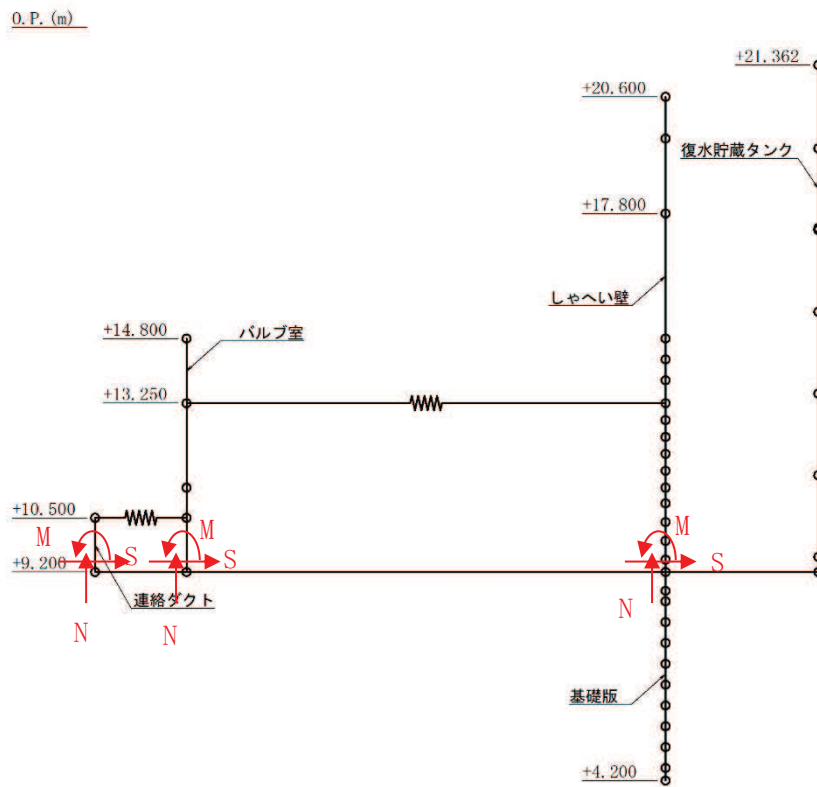 O.P.(m)
+21.362
+20.600
復水貯蔵タンク
+17.800
しゃへい壁
+14.800
バルブ室
+13.250
+10.500
M
M
M
S
S
S
+9.200
連絡ダクト
N
N
N
基礎版
+4.200